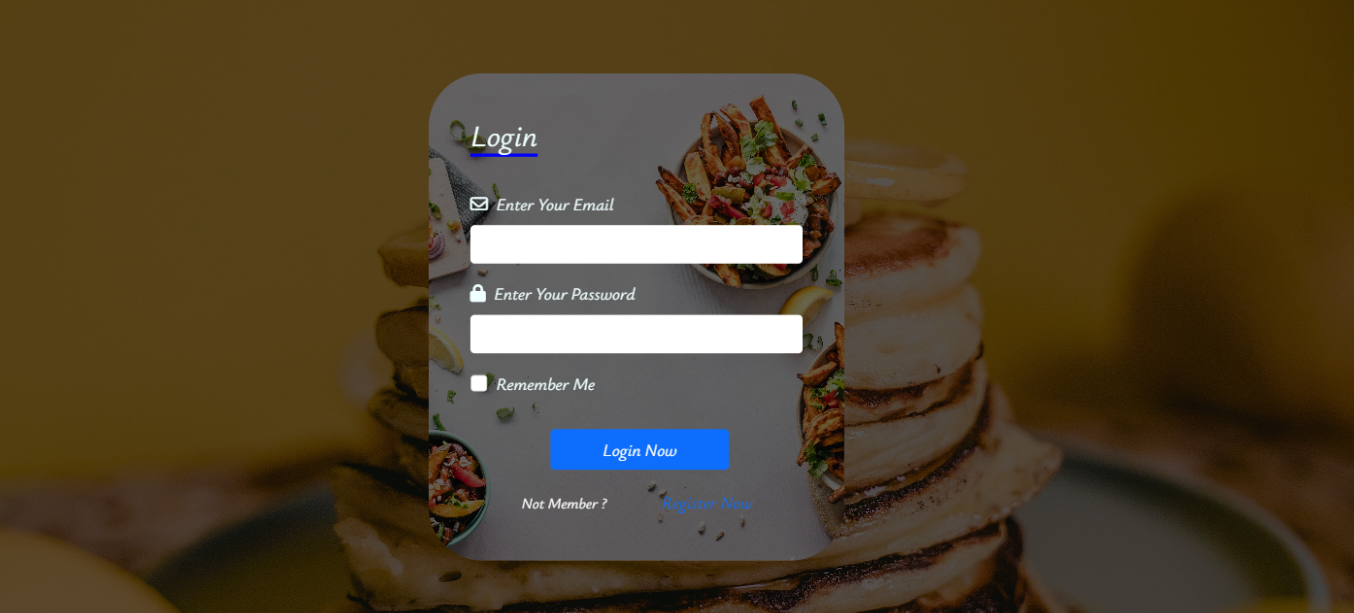 Login
Enter Your Email
Enter Your Password
Remember Me
Login Now
Not Member ? Register Now